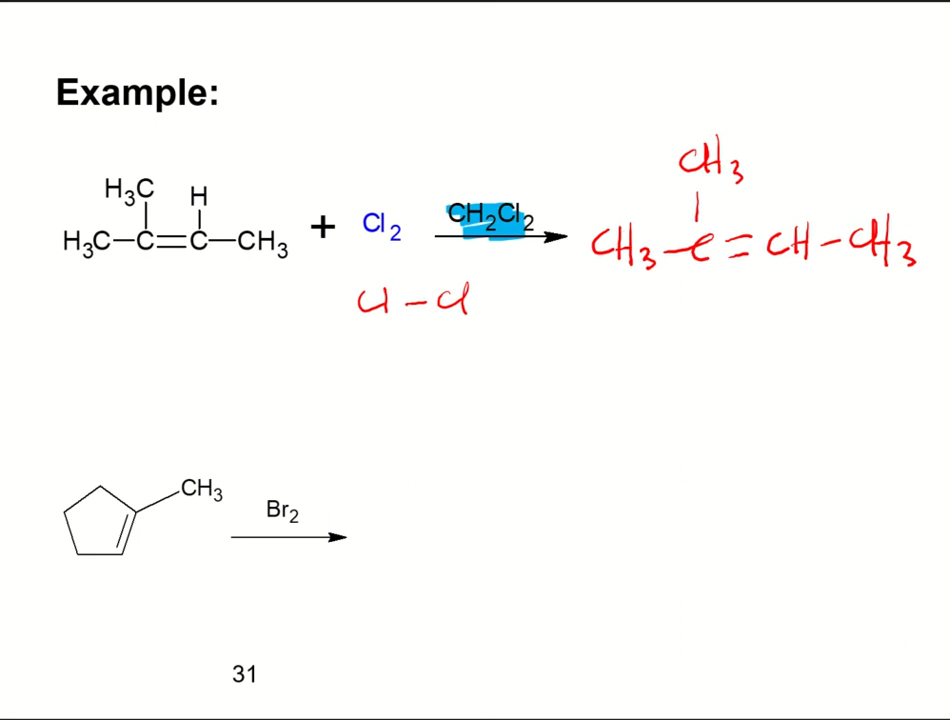 Example:
H₃C H
H₃C–C=C–CH₃ + Cl₂ CH₂Cl₂
CH₃
CH₃–C=CH–CH₃
Cl–Cl
CH₃
Br₂
31